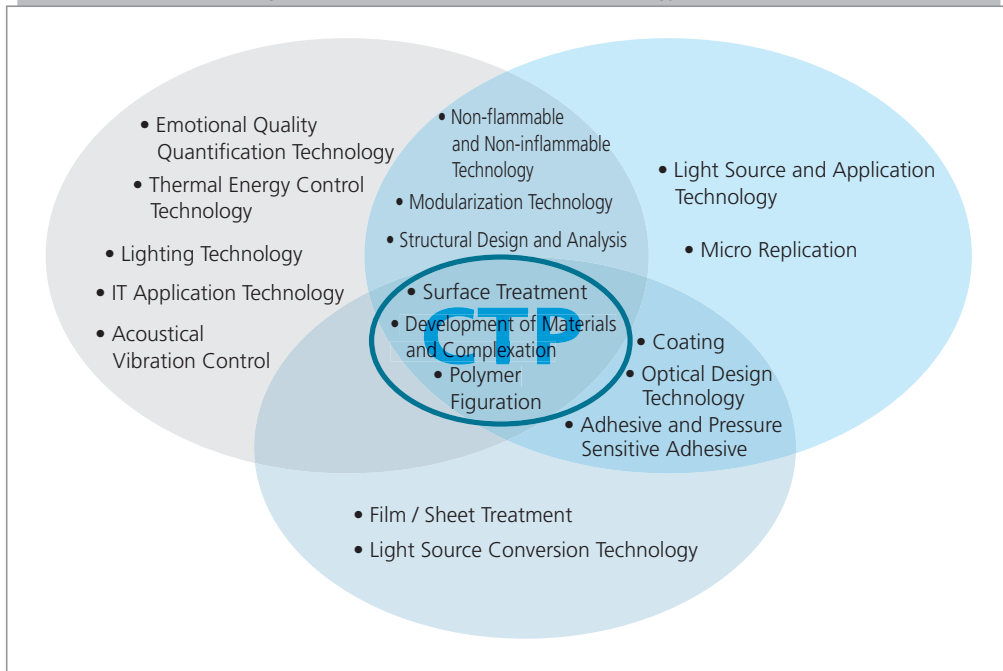 • Emotional Quality
Quantification Technology
• Thermal Energy Control
Technology
• Lighting Technology
• IT Application Technology
• Acoustical
Vibration Control
• Non-flammable
and Non-inflammable
Technology
• Modularization Technology
• Structural Design and Analysis
• Light Source and Application
Technology
• Micro Replication
CTP
• Surface Treatment
• Development of Materials
and Complexation
• Polymer
Figuration
• Coating
• Optical Design
Technology
• Adhesive and Pressure
Sensitive Adhesive
• Film / Sheet Treatment
• Light Source Conversion Technology